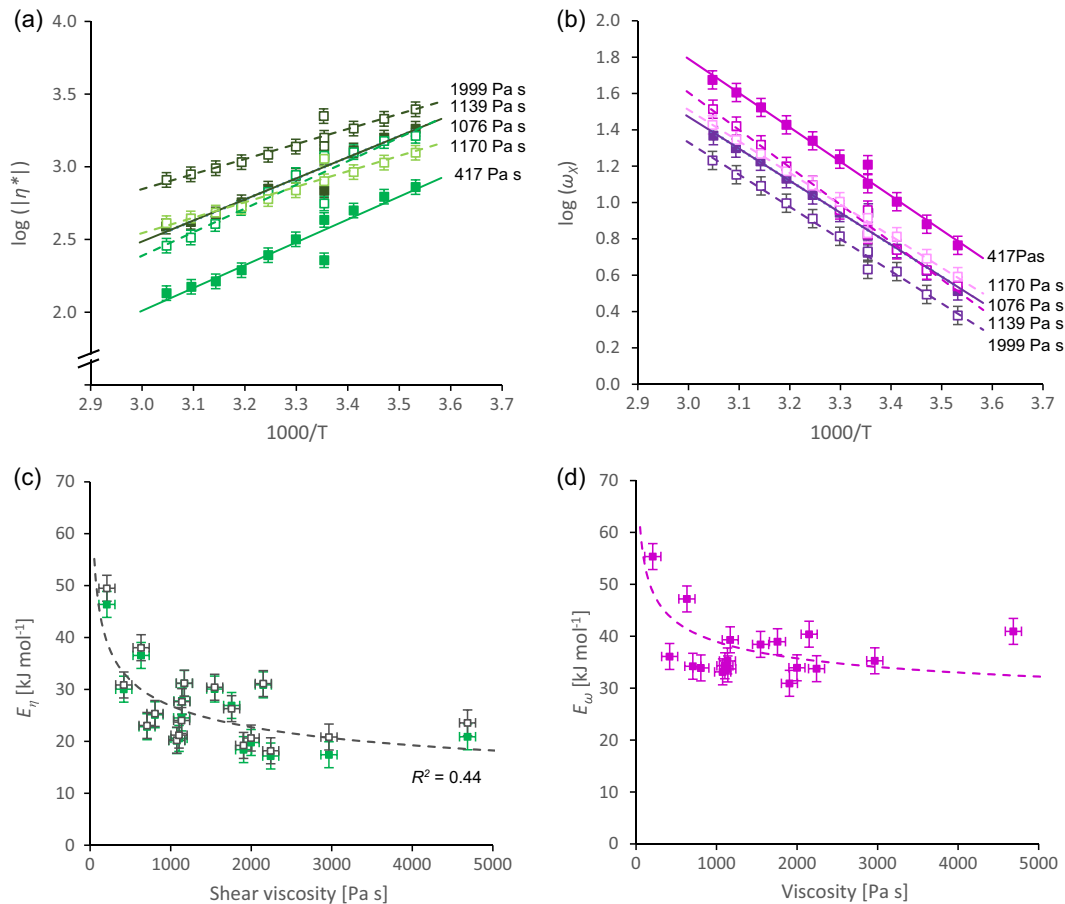 (a)
4.0
3.5
3.0
2.5
2.0
log (|η*|)
2.9 3.0 3.1 3.2 3.3 3.4 3.5 3.6 3.7
1000/T
1999 Pa s
1139 Pa s
1076 Pa s
1170 Pa s
417 Pa s
(b)
2.0
1.8
1.6
1.4
1.2
1.0
0.8
0.6
0.4
0.2
0.0
log (ωχ)
2.9 3.0 3.1 3.2 3.3 3.4 3.5 3.6 3.7
1000/T
417Pas
1170 Pa s
1076 Pa s
1139 Pa s
1999 Pa s
(c)
70
60
50
40
30
20
10
0
Eη [kJ mol⁻¹]
R² = 0.44
0 1000 2000 3000 4000 5000
Shear viscosity [Pa s]
(d)
70
60
50
40
30
20
10
0
Eω [kJ mol⁻¹]
0 1000 2000 3000 4000 5000
Viscosity [Pa s]